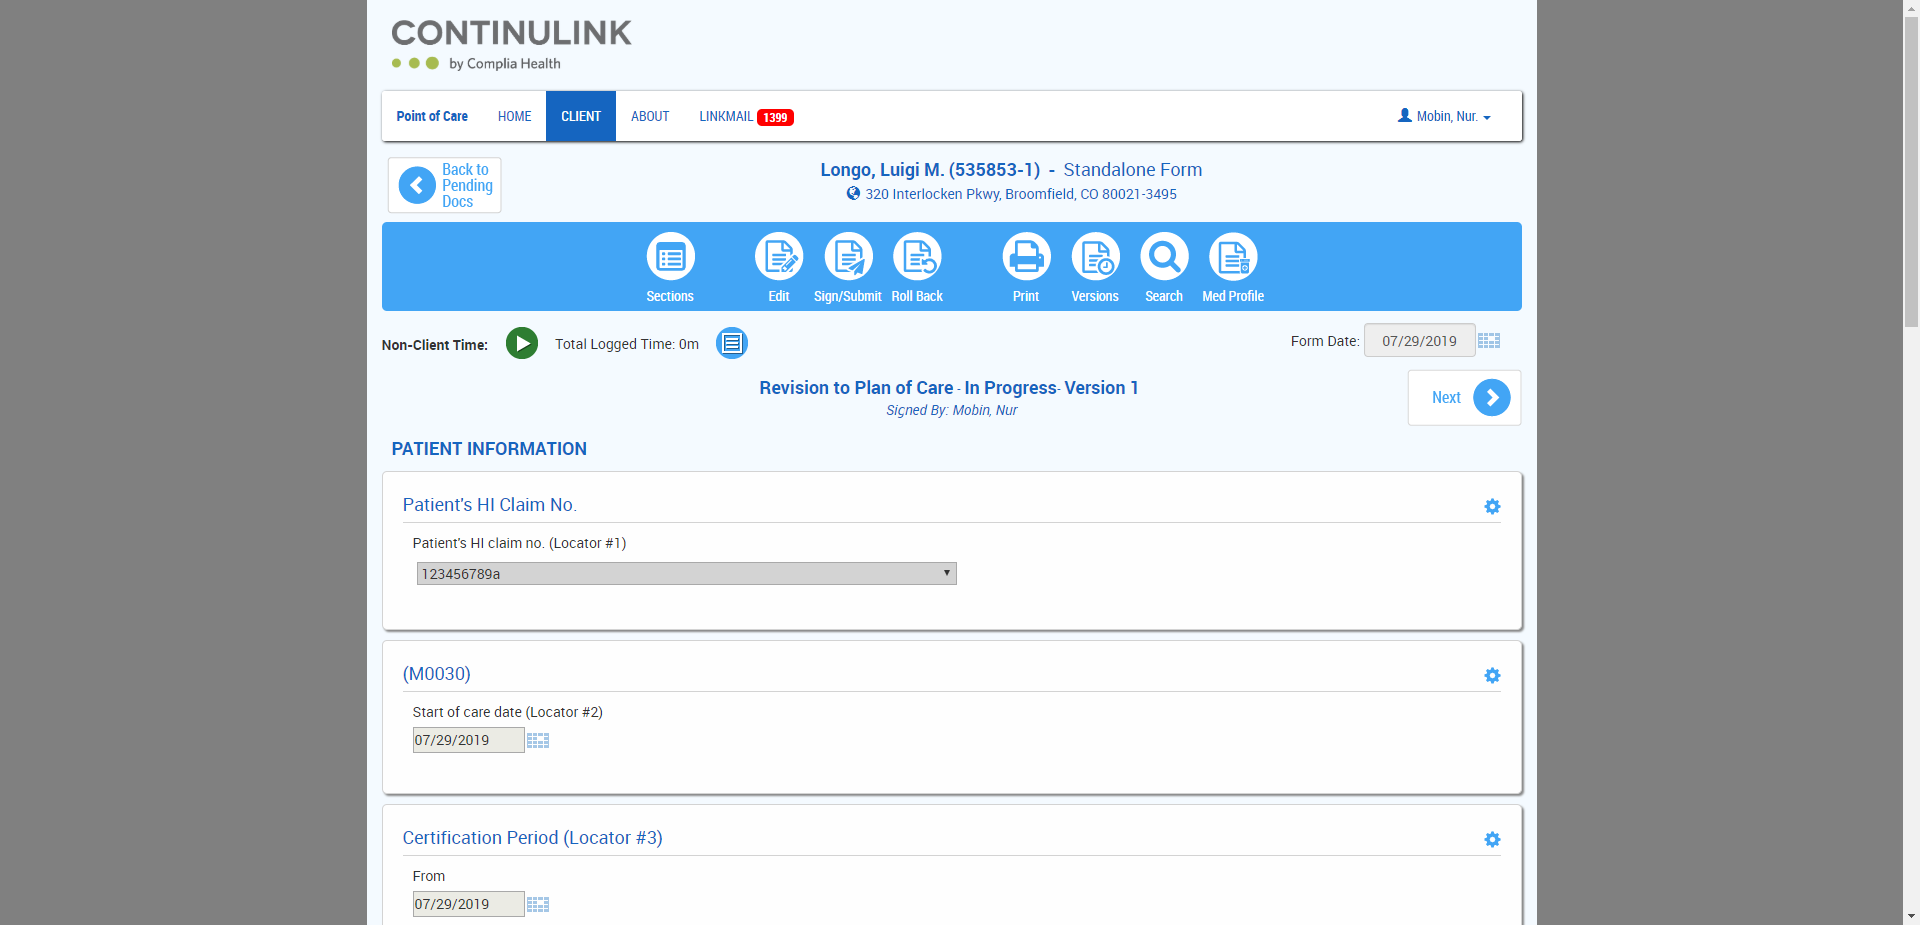 CONTINULINK
by Complia Health
Point of Care HOME CLIENT ABOUT LINKMAIL 1399 Mobin, Nur.
Back to
Pending
Docs
Longo, Luigi M. (535853-1) - Standalone Form
320 Interlocken Pkwy, Broomfield, CO 80021-3495
Sections Edit Sign/Submit Roll Back Print Versions Search Med Profile
Non-Client Time: Total Logged Time: 0m Form Date: 07/29/2019
Revision to Plan of Care - In Progress- Version 1
Signed By: Mobin, Nur
Next
PATIENT INFORMATION
Patient's HI Claim No.
Patient's HI claim no. (Locator #1)
123456789a
(M0030)
Start of care date (Locator #2)
07/29/2019
Certification Period (Locator #3)
From
07/29/2019